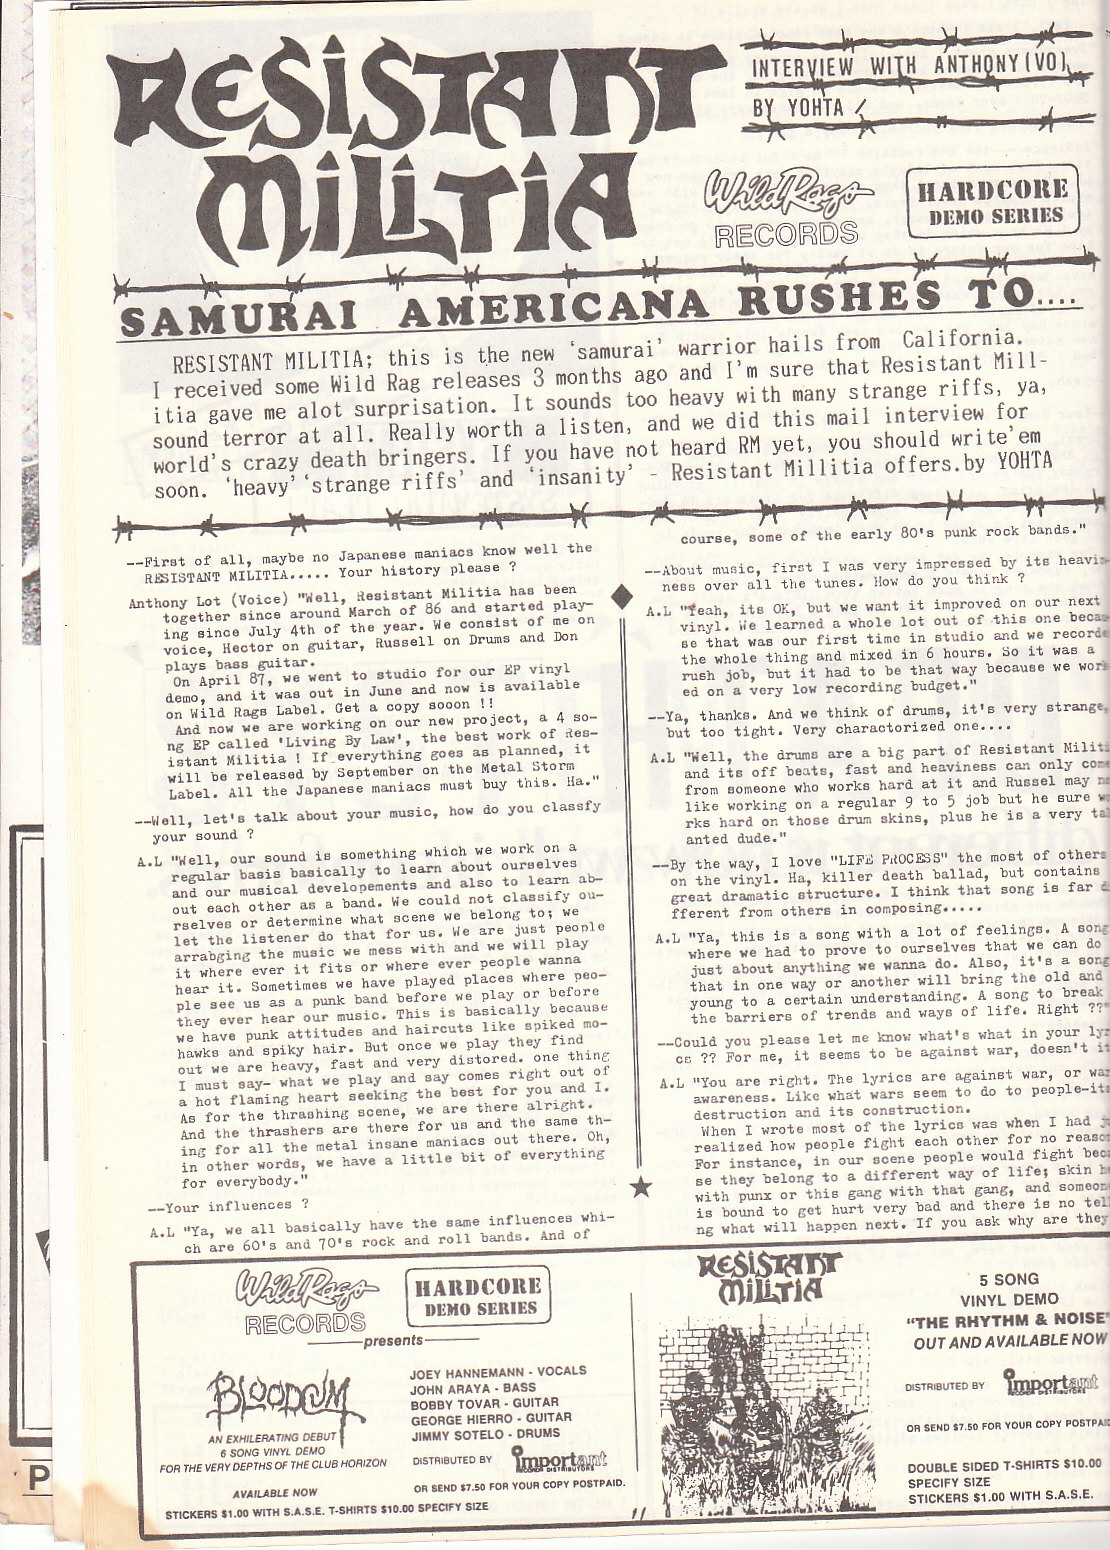 RESISTANT
MILITIA
INTERVIEW WITH ANTHONY(VO)
BY YOHTA
Wild Rags
RECORDS
HARDCORE
DEMO SERIES
SAMURAI AMERICANA RUSHES TO....
RESISTANT MILITIA; this is the new 'samurai' warrior hails from California.
I received some Wild Rag releases 3 months ago and I'm sure that Resistant Mill-
itia gave me alot surprisation. It sounds too heavy with many strange riffs, ya,
sound terror at all. Really worth a listen, and we did this mail interview for
world's crazy death bringers. If you have not heard RM yet, you should write'em
soon. 'heavy' 'strange riffs' and 'insanity' - Resistant Millitia offers.by YOHTA
--First of all, maybe no Japanese maniacs know well the
RESISTANT MILITIA..... Your history please ?
Anthony Lot (Voice) "Well, Resistant Militia has been
together since around March of 86 and started play-
ing since July 4th of the year. We consist of me on
voice, Hector on guitar, Russell on Drums and Don
plays bass guitar.
On April 87, we went to studio for our EP vinyl
demo, and it was out in June and now is available
on Wild Rags Label. Get a copy sooon !!
And now we are working on our new project, a 4 so-
ng EP called 'Living By Law', the best work of Res-
istant Militia ! If everything goes as planned, it
will be released by September on the Metal Storm
Label. All the Japanese maniacs must buy this. Ha."
--Well, let's talk about your music, how do you classfy
your sound ?
A.L "Well, our sound is something which we work on a
regular basis basically to learn about ourselves
and our musical developements and also to learn ab-
out each other as a band. We could not classify ou-
rselves or determine what scene we belong to; we
let the listener do that for us. We are just people
arrabging the music we mess with and we will play
it where ever it fits or where ever people wanna
hear it. Sometimes we have played places where peo-
ple see us as a punk band before we play or before
they ever hear our music. This is basically because
we have punk attitudes and haircuts like spiked mo-
hawks and spiky hair. But once we play they find
out we are heavy, fast and very distored. one thing
I must say- what we play and say comes right out of
a hot flaming heart seeking the best for you and I.
As for the thrashing scene, we are there alright.
And the thrashers are there for us and the same th-
ing for all the metal insane maniacs out there. Oh,
in other words, we have a little bit of everything
for everybody."
--Your influences ?
A.L "Ya, we all basically have the same influences whi-
ch are 60's and 70's rock and roll bands. And of
course, some of the early 80's punk rock bands."
--About music, first I was very impressed by its heavi-
ness over all the tunes. How do you think ?
A.L "Yeah, its OK, but we want it improved on our next
vinyl. We learned a whole lot out of this one beca
se that was our first time in studio and we recorde
the whole thing and mixed in 6 hours. So it was a
rush job, but it had to be that way because we wor
ed on a very low recording budget."
--Ya, thanks. And we think of drums, it's very strange,
but too tight. Very charactorized one....
A.L "Well, the drums are a big part of Resistant Milit
and its off beats, fast and heaviness can only com
from someone who works hard at it and Russel may
like working on a regular 9 to 5 job but he sure
rks hard on those drum skins, plus he is a very ta
anted dude."
--By the way, I love "LIFE PROCESS" the most of others
on the vinyl. Ha, killer death ballad, but contains
great dramatic structure. I think that song is far
fferent from others in composing.....
A.L "Ya, this is a song with a lot of feelings. A song
where we had to prove to ourselves that we can do
just about anything we wanna do. Also, it's a song
that in one way or another will bring the old and
young to a certain understanding. A song to break
the barriers of trends and ways of life. Right ??"
--Could you please let me know what's what in your lyr
cs ?? For me, it seems to be against war, doesn't it
A.L "You are right. The lyrics are against war, or war
awareness. Like what wars seem to do to people-its
destruction and its construction.
When I wrote most of the lyrics was when I had
realized how people fight each other for no reaso
For instance, in our scene people would fight bec
se they belong to a different way of life; skin
with punx or this gang with that gang, and someon
is bound to get hurt very bad and there is no tel
ng what will happen next. If you ask why are they
Wild Rags
RECORDS
HARDCORE
DEMO SERIES
presents
BLOODCUM
AN EXHILERATING DEBUT
6 SONG VINYL DEMO
FOR THE VERY DEPTHS OF THE CLUB HORIZON
AVAILABLE NOW
JOEY HANNEMANN - VOCALS
JOHN ARAYA - BASS
BOBBY TOVAR - GUITAR
GEORGE HIERRO - GUITAR
JIMMY SOTELO - DRUMS
DISTRIBUTED BY important
RECORD DISTRIBUTORS
OR SEND $7.50 FOR YOUR COPY POSTPAID.
STICKERS $1.00 WITH S.A.S.E. T-SHIRTS $10.00 SPECIFY SIZE
RESISTANT
MILITIA
5 SONG
VINYL DEMO
"THE RHYTHM & NOISE"
OUT AND AVAILABLE NOW
DISTRIBUTED BY important
RECORD DISTRIBUTORS
OR SEND $7.50 FOR YOUR COPY POSTPAID
DOUBLE SIDED T-SHIRTS $10.00
SPECIFY SIZE
STICKERS $1.00 WITH S.A.S.E.
P